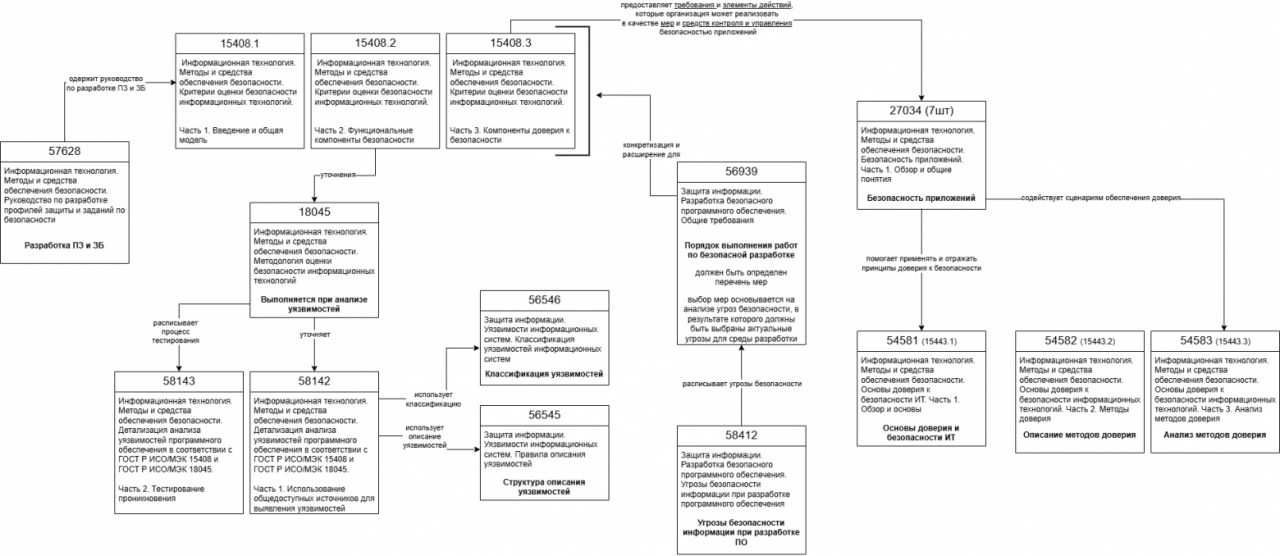 предоставляет требования и элементы действий,
которые организация может реализовать
в качестве мер и средств контроля и управления
безопасностью приложений
15408.1
Информационная технология.
Методы и средства
обеспечения безопасности.
Критерии оценки безопасности
информационных технологий.
Часть 1. Введение и общая
модель
15408.2
Информационная технология.
Методы и средства
обеспечения безопасности.
Критерии оценки безопасности
информационных технологий.
Часть 2. Функциональные
компоненты безопасности
15408.3
Информационная технология.
Методы и средства
обеспечения безопасности.
Критерии оценки безопасности
информационных технологий.
Часть 3. Компоненты доверия к
безопасности
одержит руководство
по разработке ПЗ и ЗБ
57628
Информационная технология.
Методы и средства
обеспечения безопасности.
Руководство по разработке
профилей защиты и заданий по
безопасности
Разработка ПЗ и ЗБ
уточнения
18045
Информационная технология.
Методы и средства
обеспечения безопасности.
Методология оценки
безопасности информационных
технологий
Выполняется при анализе
уязвимостей
расписывает
процесс
тестирования
уточняет
58143
Информационная технология.
Методы и средства
обеспечения безопасности.
Детализация анализа
уязвимостей программного
обеспечения в соответствии с
ГОСТ Р ИСО/МЭК 15408 и
ГОСТ Р ИСО/МЭК 18045.
Часть 2. Тестирование
проникновения
58142
Информационная технология.
Методы и средства
обеспечения безопасности.
Детализация анализа
уязвимостей программного
обеспечения в соответствии с
ГОСТ Р ИСО/МЭК 15408 и
ГОСТ Р ИСО/МЭК 18045.
Часть 1. Использование
общедоступных источников для
выявления уязвимостей
использует
классификацию
использует
описание
уязвимостей
56546
Защита информации.
Уязвимости информационных
систем. Классификация
уязвимостей информационных
систем
Классификация уязвимостей
56545
Защита информации.
Уязвимости информационных
систем. Правила описания
уязвимостей
Структура описания
уязвимостей
конкретизация и
расширение для
56939
Защита информации.
Разработка безопасного
программного обеспечения.
Общие требования
Порядок выполнения работ
по безопасной разработке
должен быть определен
перечень мер
выбор мер основывается на
анализе угроз безопасности, в
результате которого должны
быть выбраны актуальные
угрозы для среды разработки
расписывает угрозы безопасности
58412
Защита информации.
Разработка безопасного
программного обеспечения.
Угрозы безопасности
информации при разработке
программного обеспечения
Угрозы безопасности
информации при разработке
ПО
27034 (7шт)
Информационная технология.
Методы и средства
обеспечения безопасности.
Безопасность приложений.
Часть 1. Обзор и общие
понятия
Безопасность приложений
содействует сценариям обеспечения доверия
помогает применять и отражать
принципы доверия к безопасности
54581 (15443.1)
Информационная технология.
Методы и средства
обеспечения безопасности.
Основы доверия к
безопасности ИТ. Часть 1.
Обзор и основы
Основы доверия и
безопасности ИТ
54582 (15443.2)
Информационная технология.
Методы и средства
обеспечения безопасности.
Основы доверия к
безопасности информационных
технологий. Часть 2. Методы
доверия
Описание методов доверия
54583 (15443.3)
Информационная технология.
Методы и средства
обеспечения безопасности.
Основы доверия к
безопасности информационных
технологий. Часть 3. Анализ
методов доверия
Анализ методов доверия